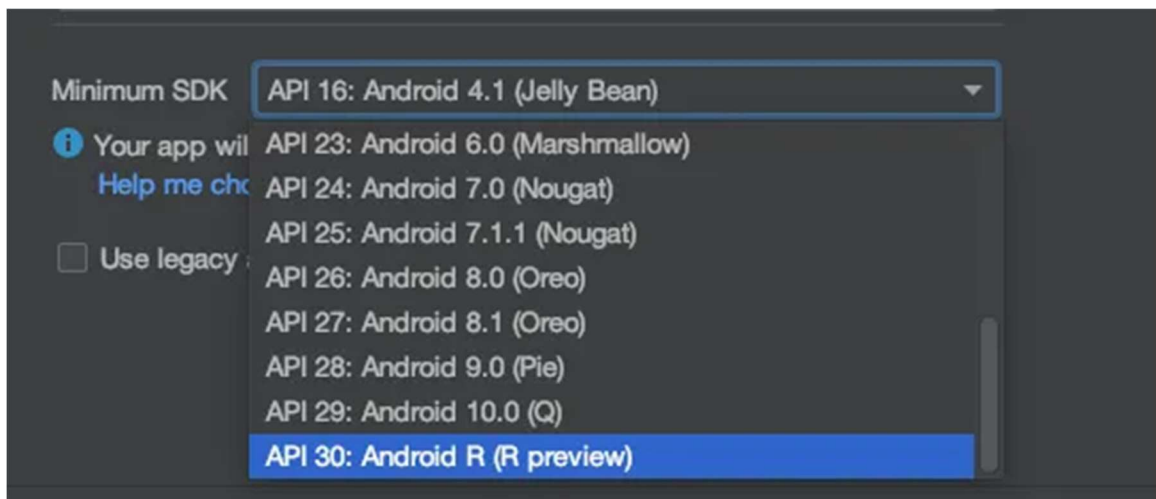 Minimum SDK API 16: Android 4.1 (Jelly Bean)
Your app wil API 23: Android 6.0 (Marshmallow)
Help me cho API 24: Android 7.0 (Nougat)
API 25: Android 7.1.1 (Nougat)
Use legacy API 26: Android 8.0 (Oreo)
API 27: Android 8.1 (Oreo)
API 28: Android 9.0 (Pie)
API 29: Android 10.0 (Q)
API 30: Android R (R preview)